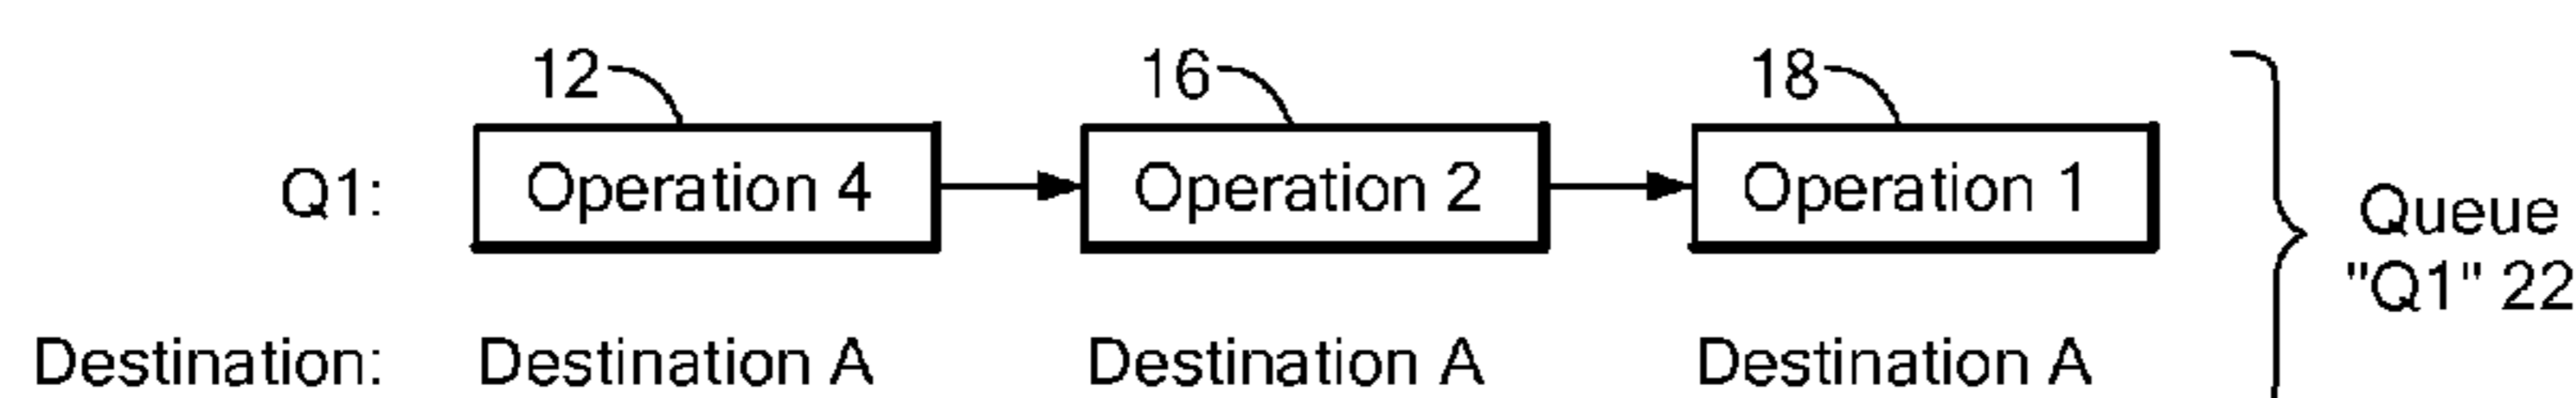 12 16 18
Q1: Operation 4 Operation 2 Operation 1
Queue
"Q1" 22
Destination: Destination A Destination A Destination A